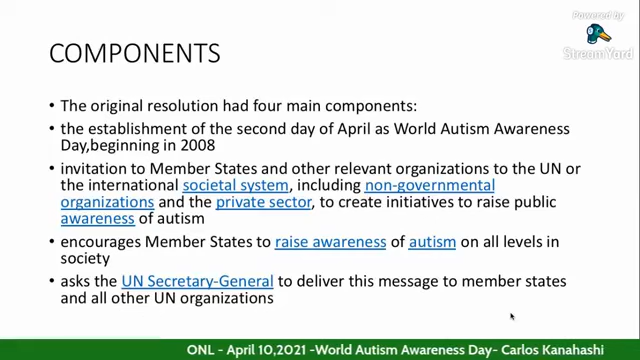 Powered by
StreamYard
COMPONENTS
• The original resolution had four main components:
• the establishment of the second day of April as World Autism Awareness
Day,beginning in 2008
• invitation to Member States and other relevant organizations to the UN or
the international societal system, including non-governmental
organizations and the private sector, to create initiatives to raise public
awareness of autism
• encourages Member States to raise awareness of autism on all levels in
society
• asks the UN Secretary-General to deliver this message to member states
and all other UN organizations
ONL - April 10,2021 -World Autism Awareness Day- Carlos Kanahashi